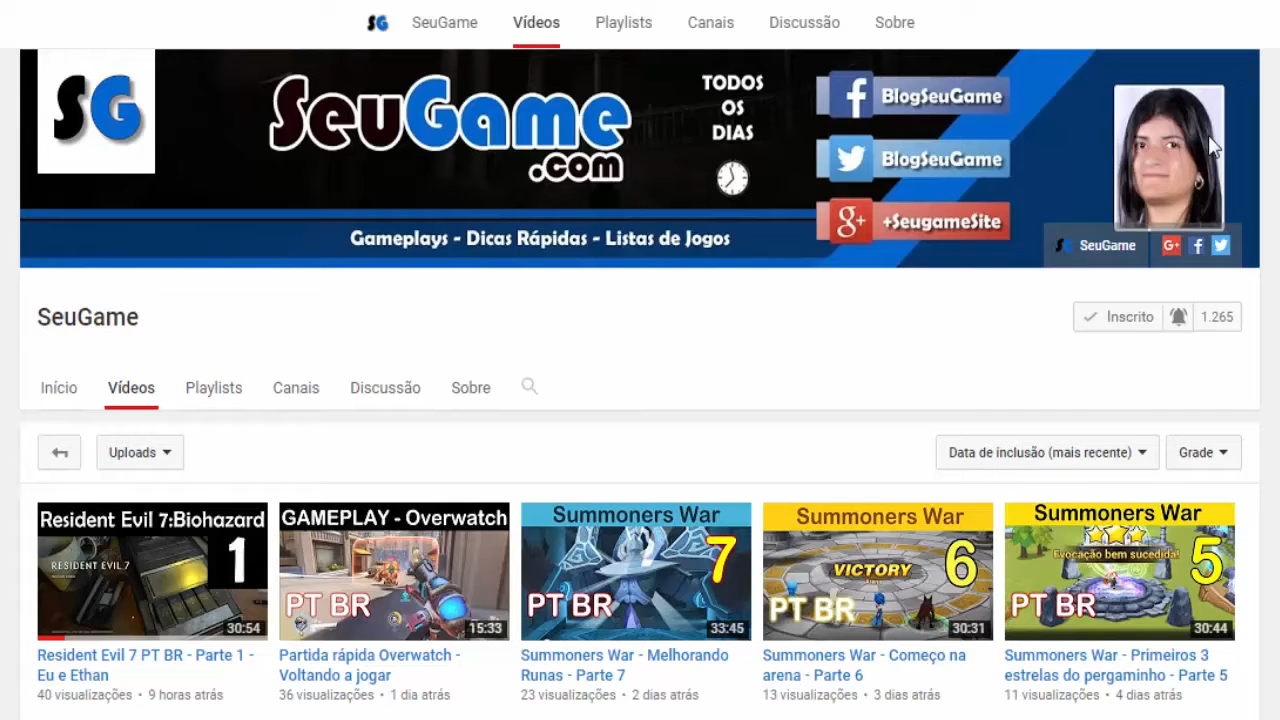 SG SeuGame Vídeos Playlists Canais Discussão Sobre
SG
SeuGame
.com
TODOS
OS
DIAS
BlogSeuGame
BlogSeuGame
+SeugameSite
Gameplays - Dicas Rápidas - Listas de Jogos
SG SeuGame G+ f
SeuGame
Inscrito 1.265
Início Vídeos Playlists Canais Discussão Sobre
Uploads
Data de inclusão (mais recente) Grade
Resident Evil 7:Biohazard
1
RESIDENT EVIL 7
30:54
Resident Evil 7 PT BR - Parte 1 -
Eu e Ethan
40 visualizações • 9 horas atrás
GAMEPLAY - Overwatch
PT BR
15:33
Partida rápida Overwatch -
Voltando a jogar
36 visualizações • 1 dia atrás
Summoners War
7
PT BR
33:45
Summoners War - Melhorando
Runas - Parte 7
23 visualizações • 2 dias atrás
Summoners War
6
VICTORY
PT BR
30:31
Summoners War - Começo na
arena - Parte 6
13 visualizações • 3 dias atrás
Summoners War
Evocação bem sucedida!
5
PT BR
30:44
Summoners War - Primeiros 3
estrelas do pergaminho - Parte 5
11 visualizações • 4 dias atrás